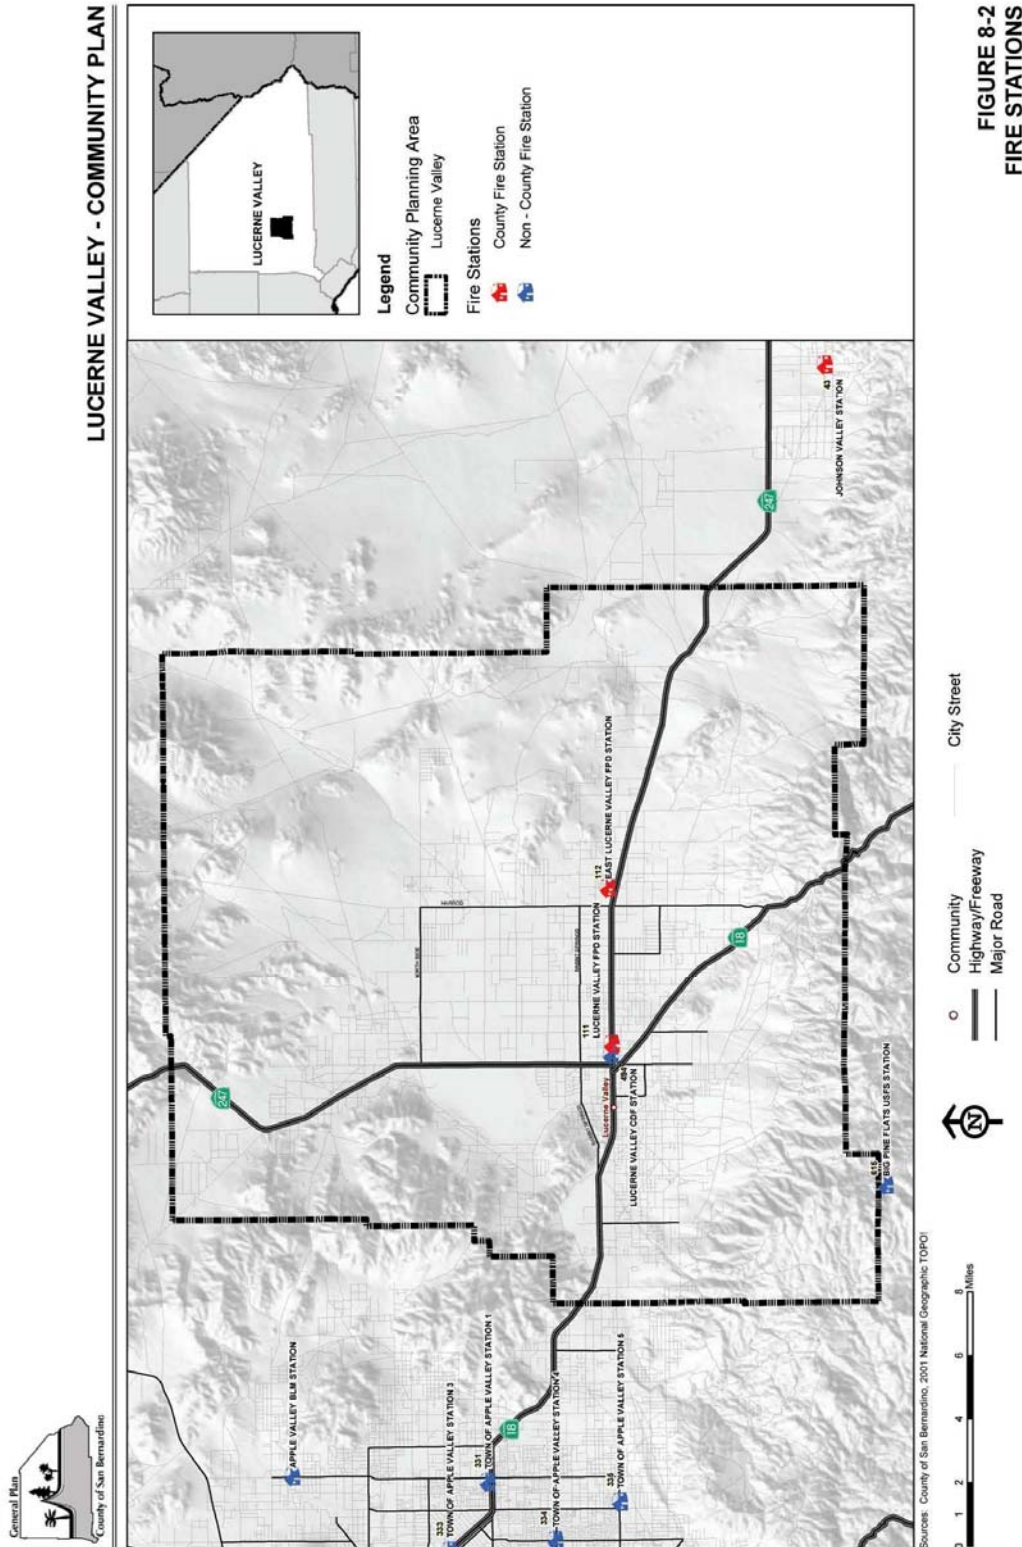 LUCERNE VALLEY - COMMUNITY PLAN
General Plan
County of San Bernardino
LUCERNE VALLEY
Legend
Community Planning Area
Lucerne Valley
Fire Stations
County Fire Station
Non - County Fire Station
247
APPLE VALLEY BLM STATION
333
TOWN OF APPLE VALLEY STATION 3
331
TOWN OF APPLE VALLEY STATION 1
18
334
TOWN OF APPLE VALLEY STATION 4
335
TOWN OF APPLE VALLEY STATION 5
HARROD
111
LUCERNE VALLEY FPD STATION
112
EAST LUCERNE VALLEY FPD STATION
Lucerne Valley
494
LUCERNE VALLEY CDF STATION
18
247
43
JOHNSON VALLEY STATION
BIG PINE FLATS USFS STATION
Sources: County of San Bernardino, 2001 National Geographic TOPO!
0 1 2 4 6 8
Miles
N
Community
Highway/Freeway
Major Road
City Street
FIGURE 8-2
FIRE STATIONS